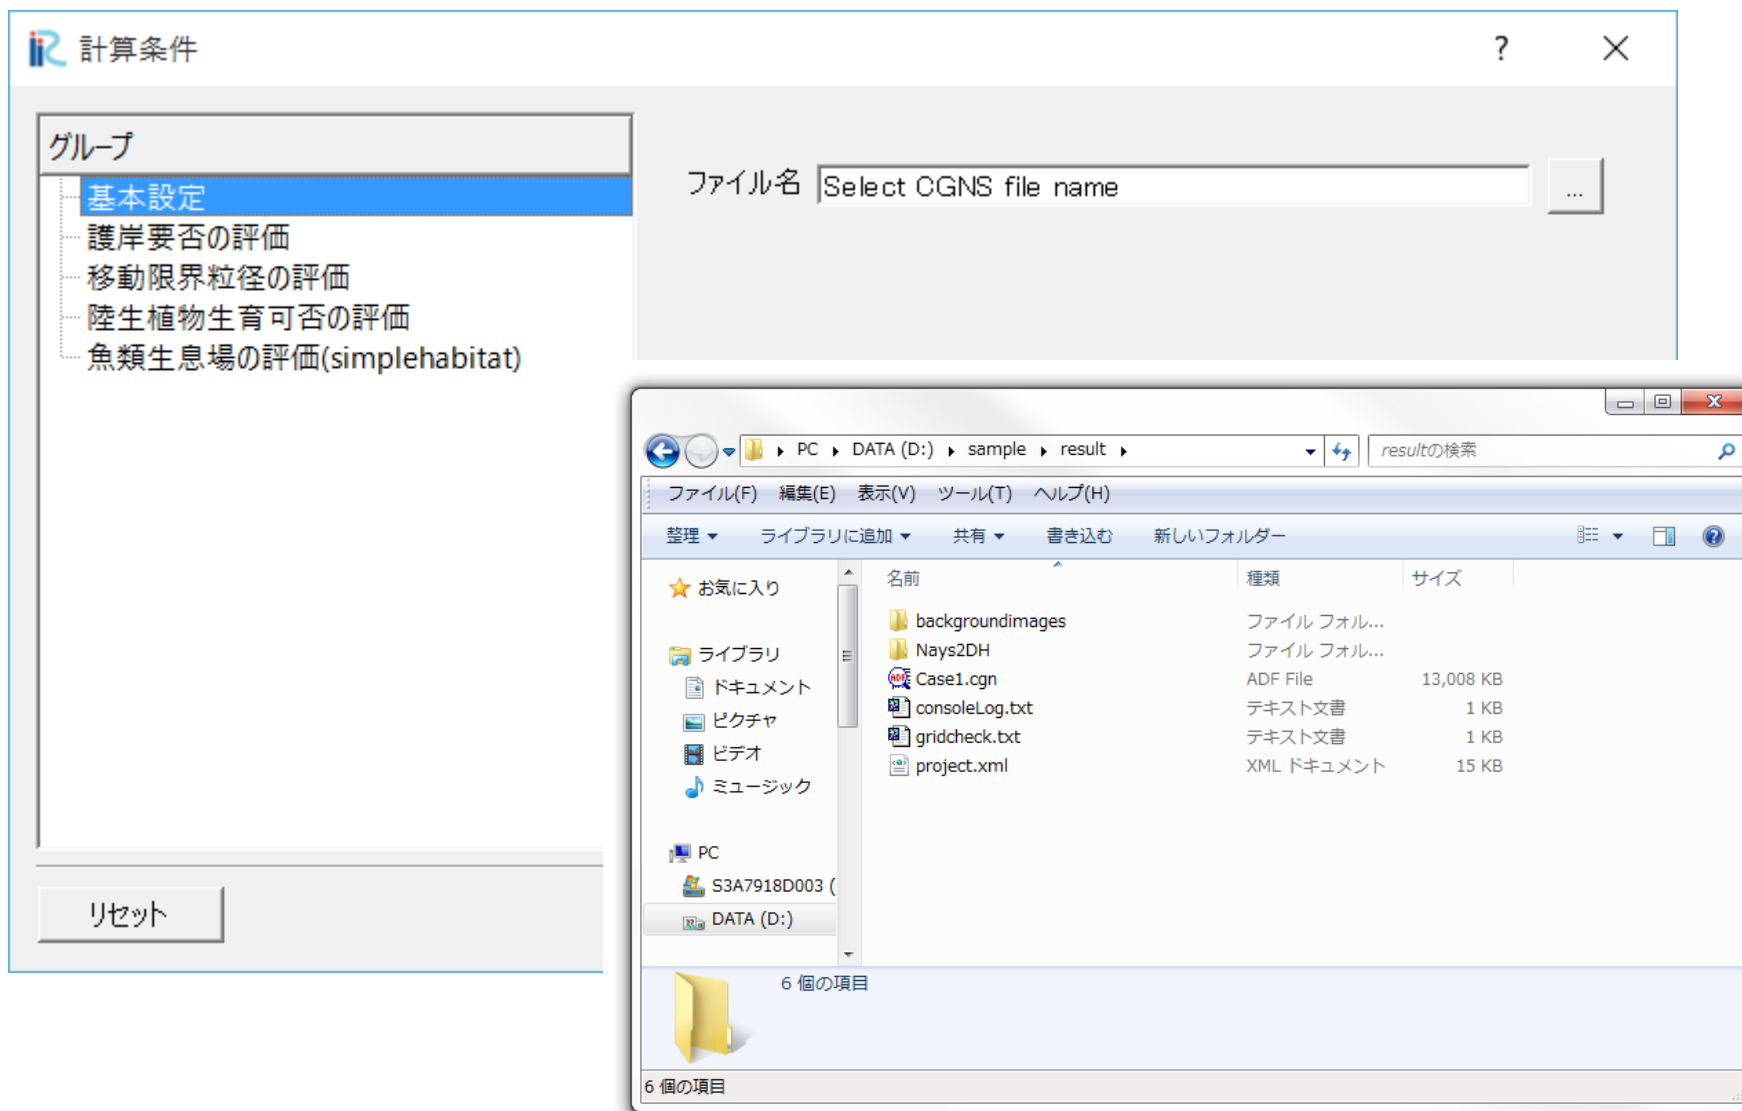 iRC 計算条件 ? ×
グループ
基本設定
護岸要否の評価
移動限界粒径の評価
陸生植物生育可否の評価
魚類生息場の評価(simplehabitat)
ファイル名 Select CGNS file name ...
リセット
PC DATA (D:) sample result resultの検索
ファイル(F) 編集(E) 表示(V) ツール(T) ヘルプ(H)
整理 ライブラリに追加 共有 書き込む 新しいフォルダー
お気に入り
ライブラリ
ドキュメント
ピクチャ
ビデオ
ミュージック
PC
S3A7918D003 (
DATA (D:)
名前 種類 サイズ
backgroundimages ファイル フォル...
Nays2DH ファイル フォル...
Case1.cgn ADF File 13,008 KB
consoleLog.txt テキスト文書 1 KB
gridcheck.txt テキスト文書 1 KB
project.xml XML ドキュメント 15 KB
6 個の項目
6 個の項目